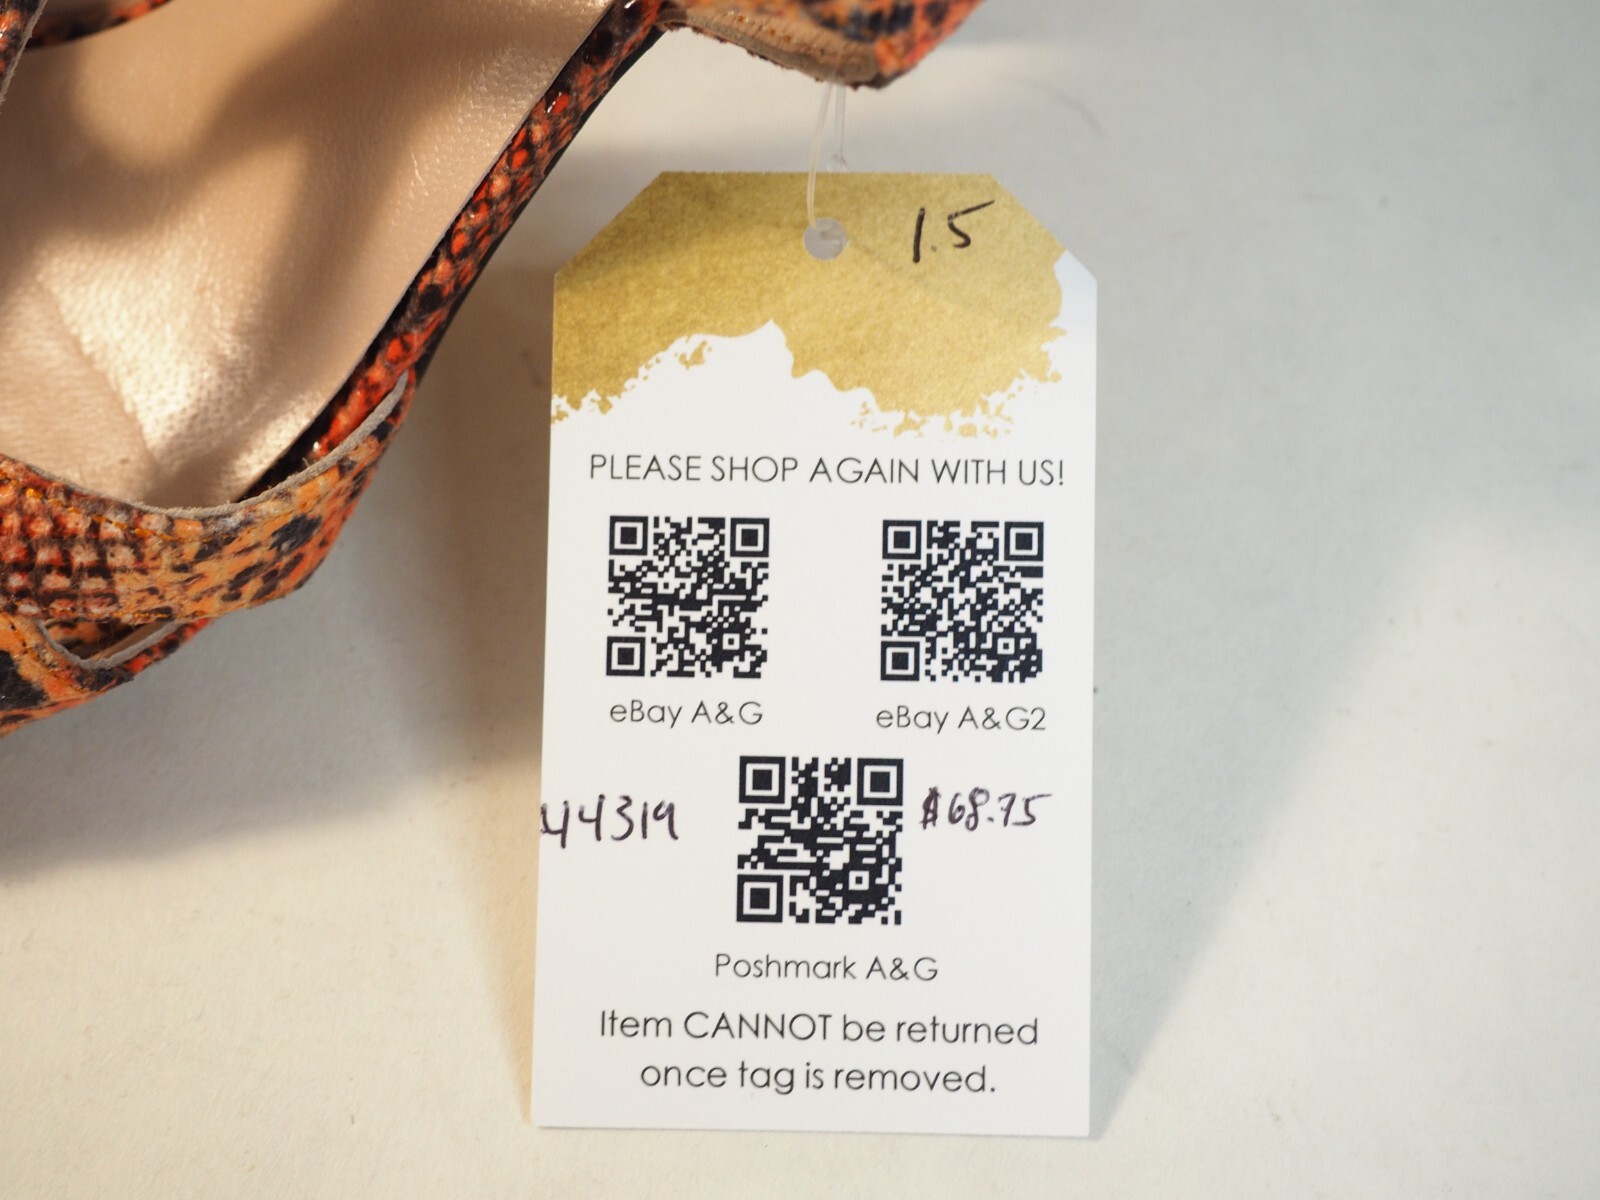 1.5
PLEASE SHOP AGAIN WITH US!
eBay A&G
eBay A&G2
44319
$68.75
Poshmark A&G
Item CANNOT be returned
once tag is removed.